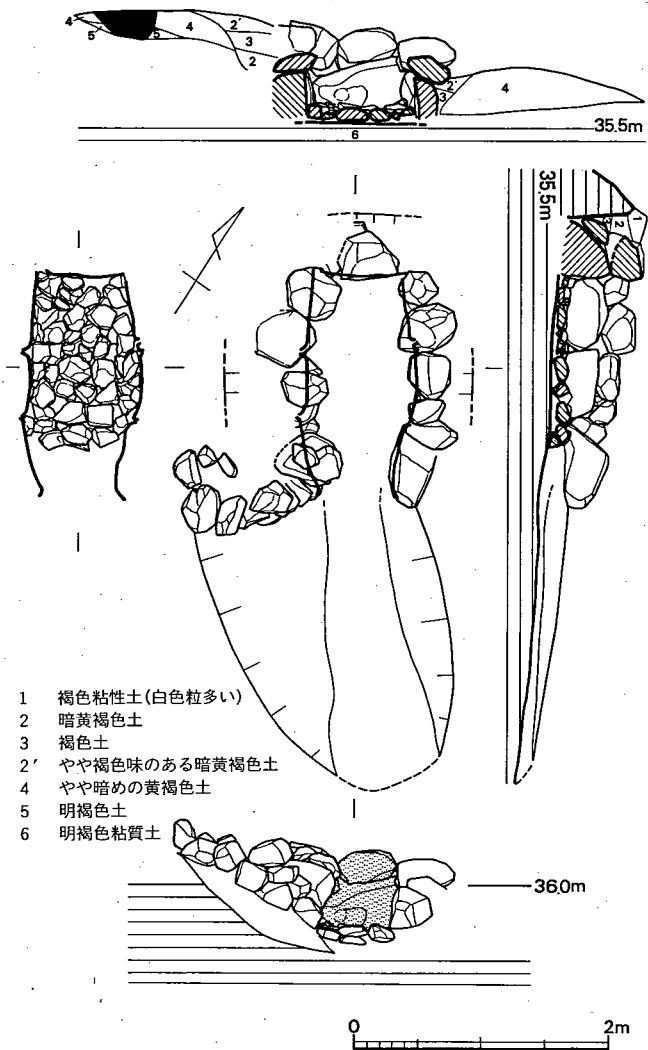 4
5
5
4
2′
3
2
2′
3
4
35.5m
6
35.5m
3
2
1
1 褐色粘性土(白色粒多い)
2 暗黄褐色土
3 褐色土
2′ やや褐色味のある暗黄褐色土
4 やや暗めの黄褐色土
5 明褐色土
6 明褐色粘質土
36.0m
0 2m